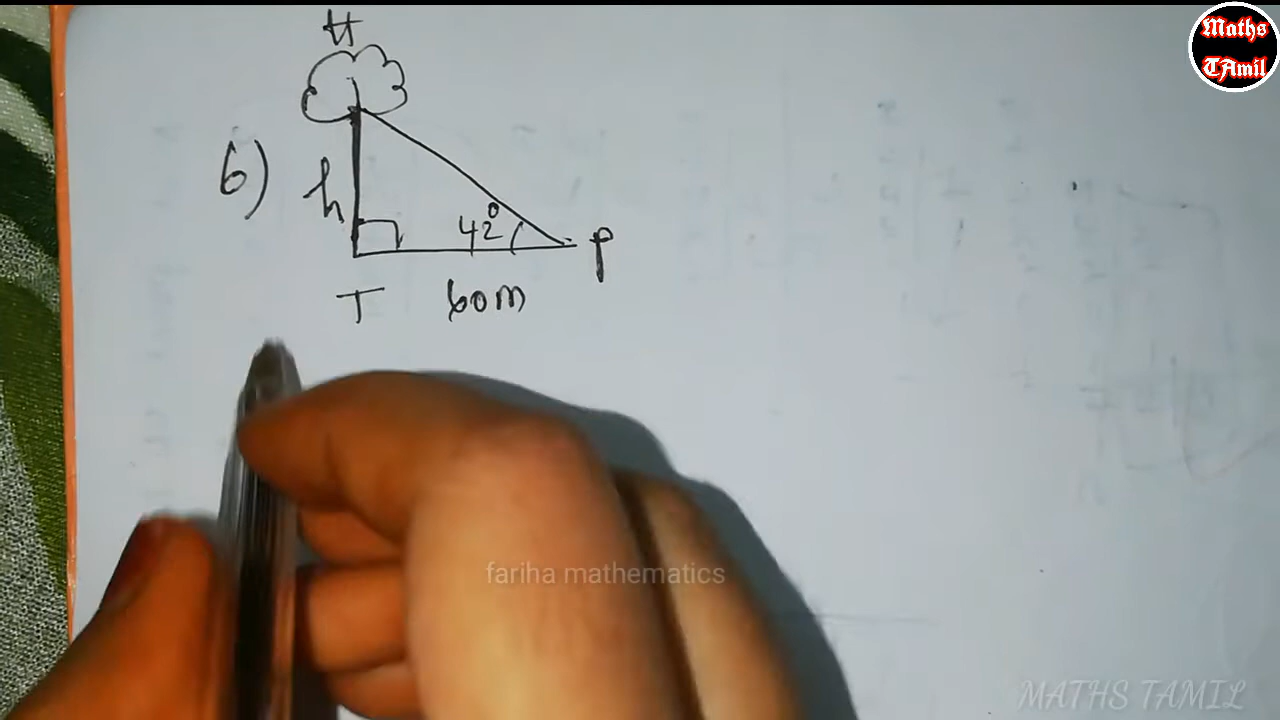 Maths
TAmil
H
6)
h
42°
P
T
60m
fariha mathematics
MATHS TAMIL